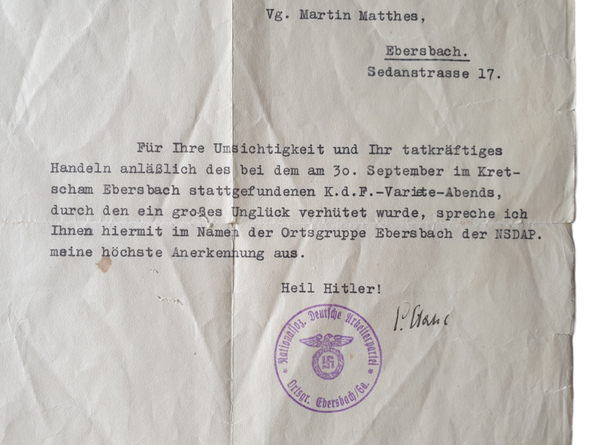 Vg. Martin Matthes,
Ebersbach.
Sedanstrasse 17.
Für Ihre Umsichtigkeit und Ihr tatkräftiges
Handeln anläßlich des bei dem am 30. September im Kret-
scham Ebersbach stattgefundenen K.d.F.-Variete-Abends,
durch den ein großes Unglück verhütet wurde, spreche ich
Ihnen hiermit im Namen der Ortsgruppe Ebersbach der NSDAP.
meine höchste Anerkennung aus.
Heil Hitler!
Nationalsoz. Deutsche Arbeiterpartei
Ortsgr. Ebersbach/Sa.